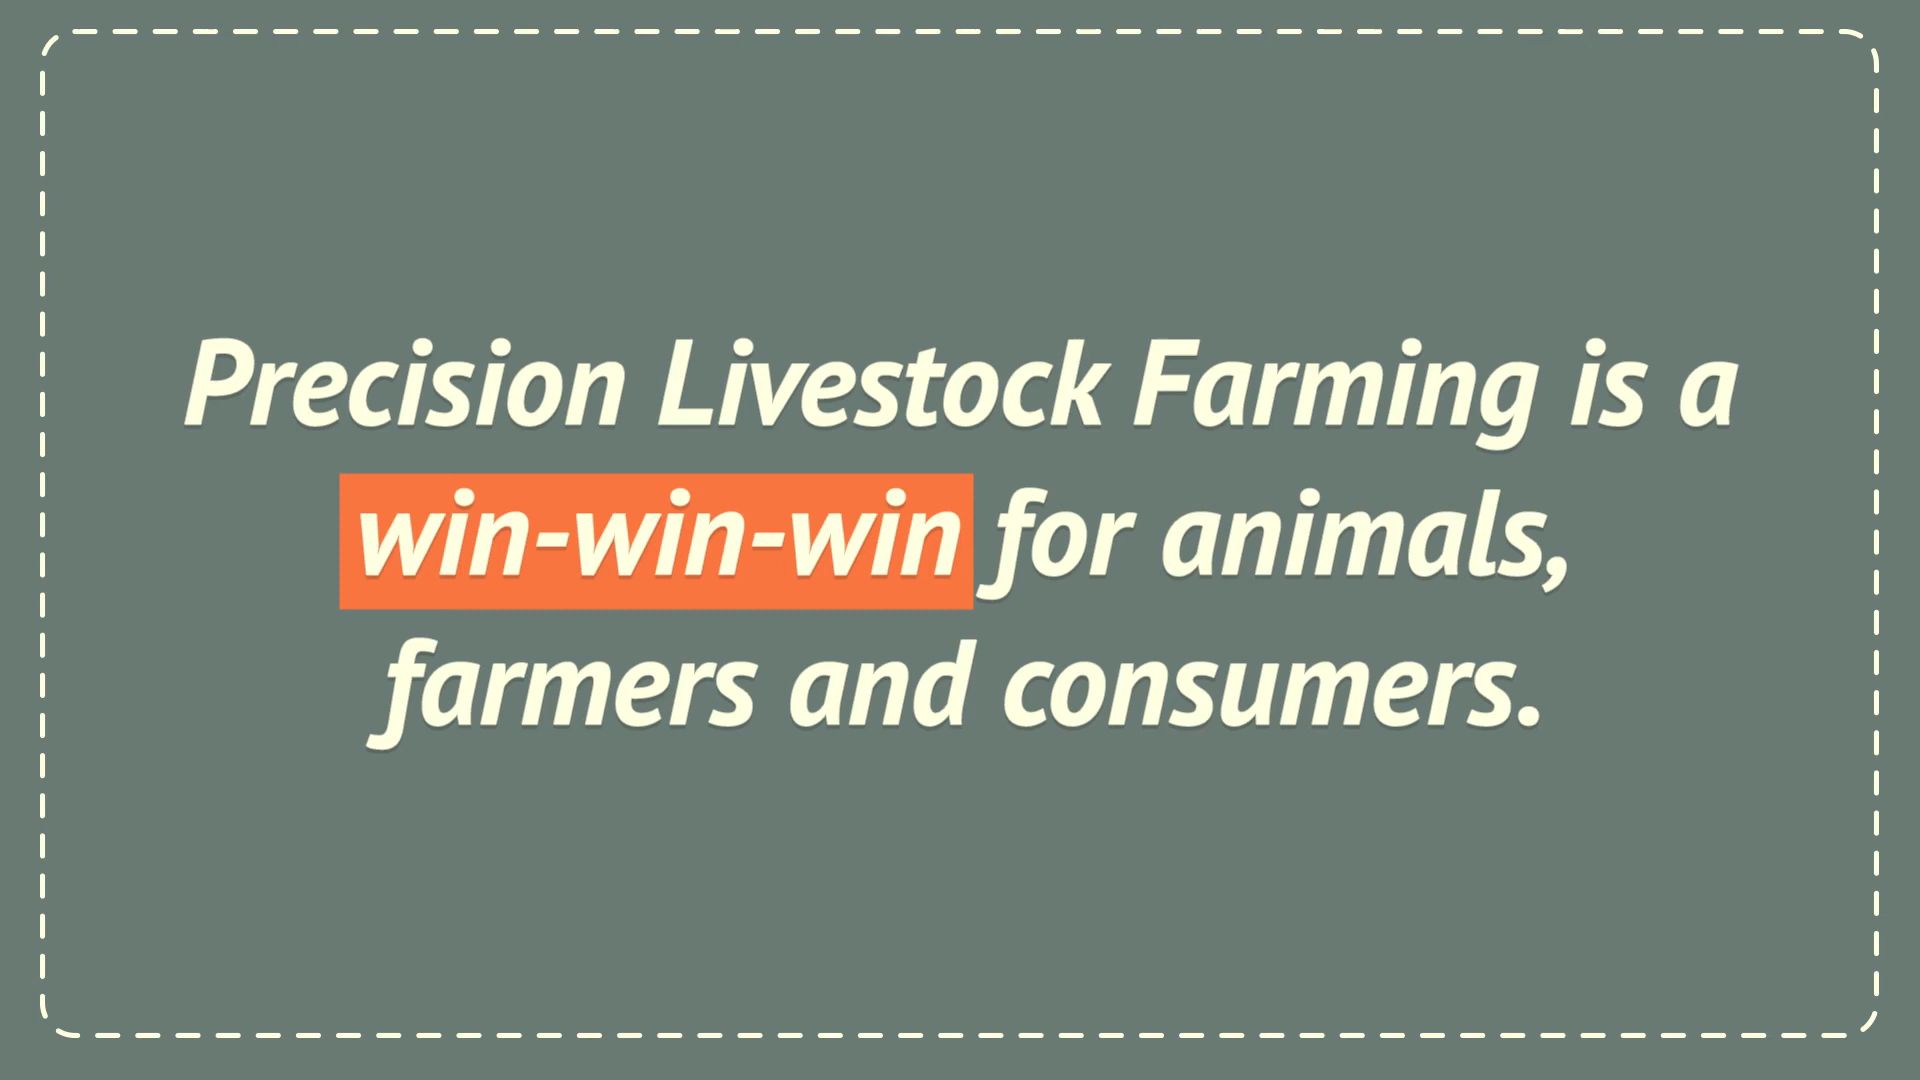 Precision Livestock Farming is a
win-win-win for animals,
farmers and consumers.